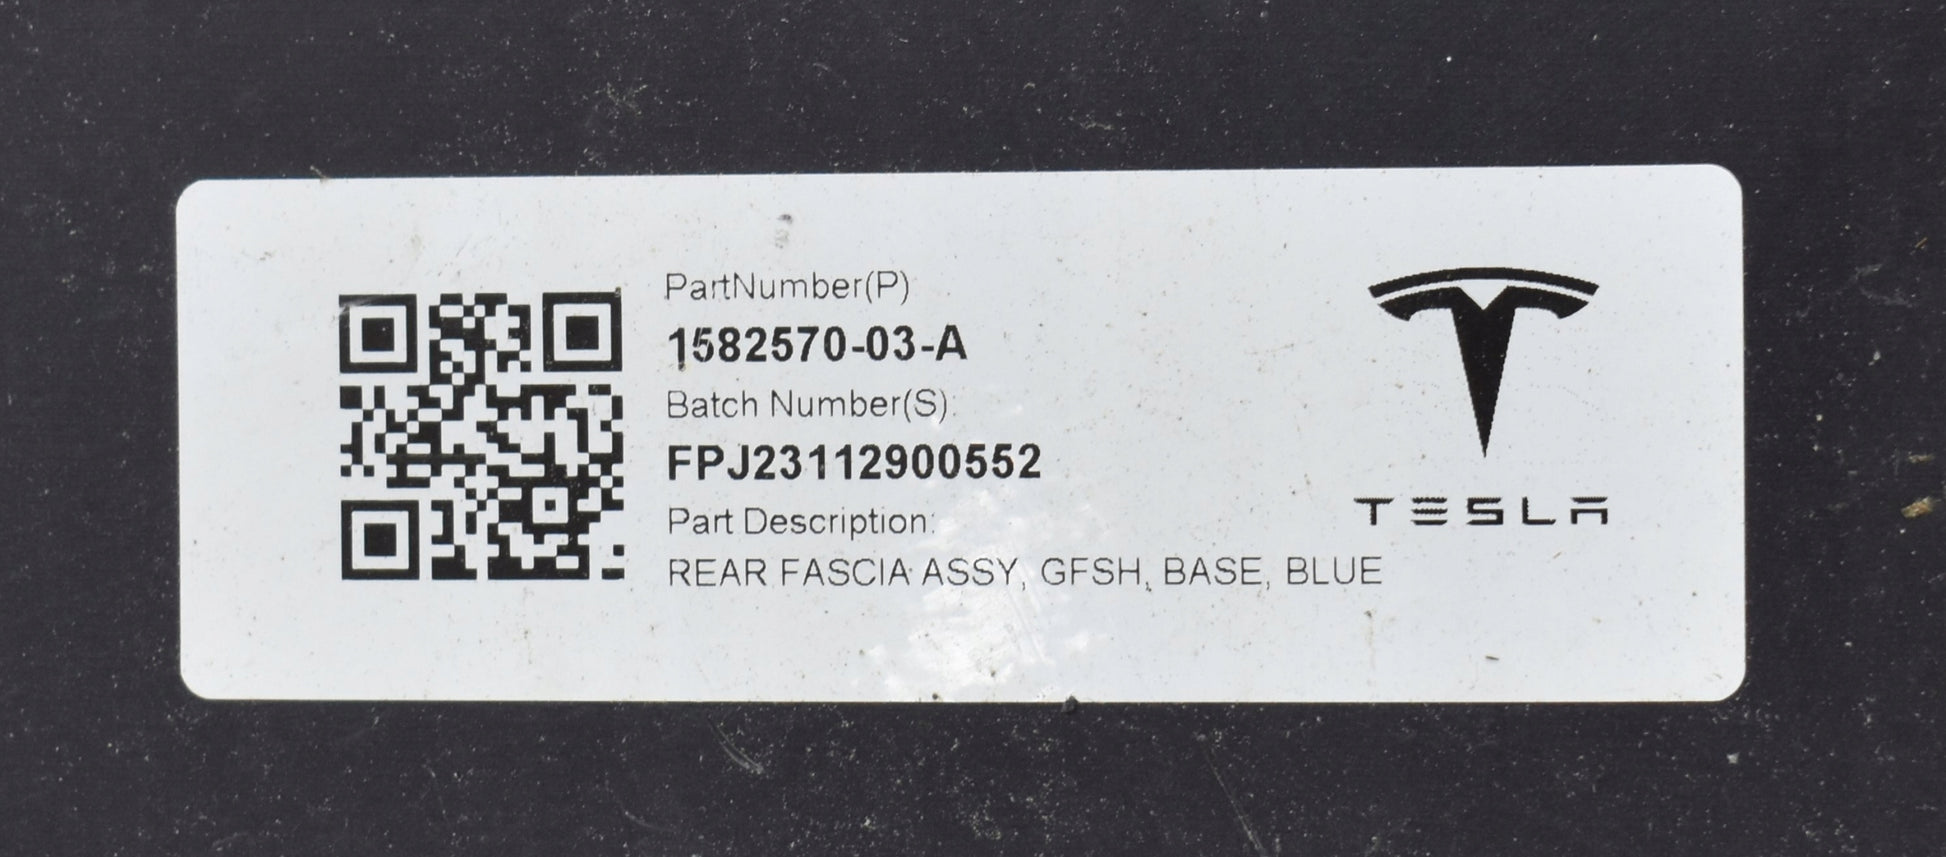 PartNumber(P)
1582570-03-A
Batch Number(S):
FPJ23112900552
Part Description:
REAR FASCIA ASSY, GFSH, BASE, BLUE
TESLA